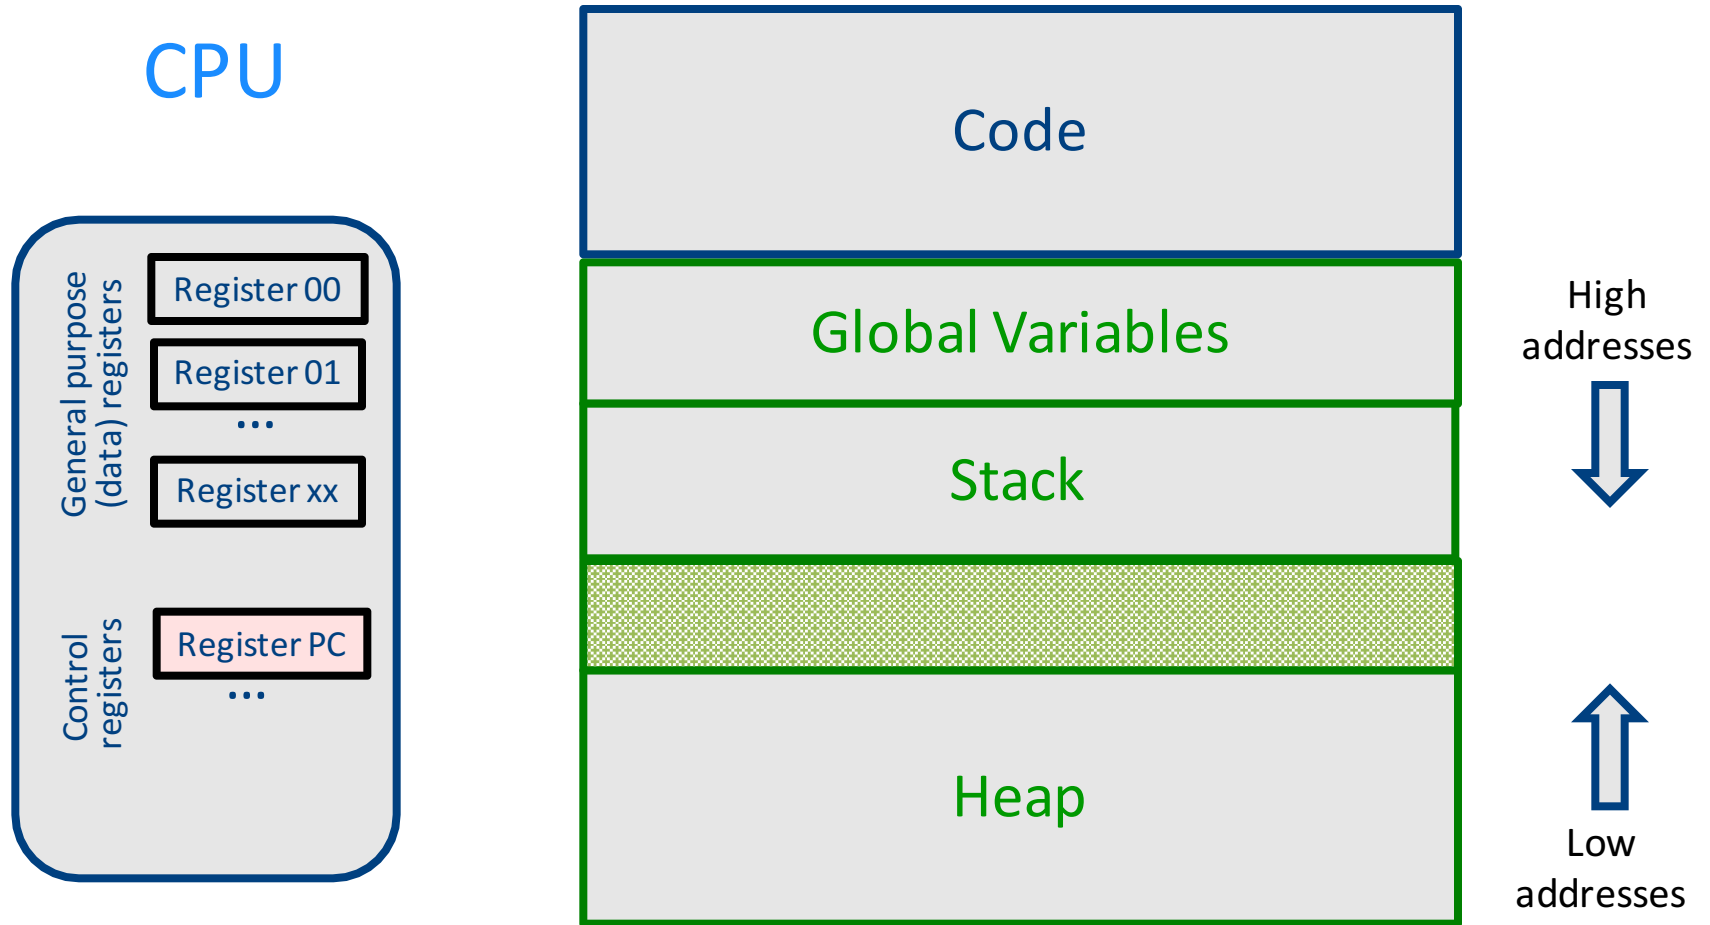 CPU
General purpose
(data) registers
Register 00
Register 01
...
Register xx
Control
registers
Register PC
...
Code
Global Variables
Stack
Heap
High
addresses
Low
addresses